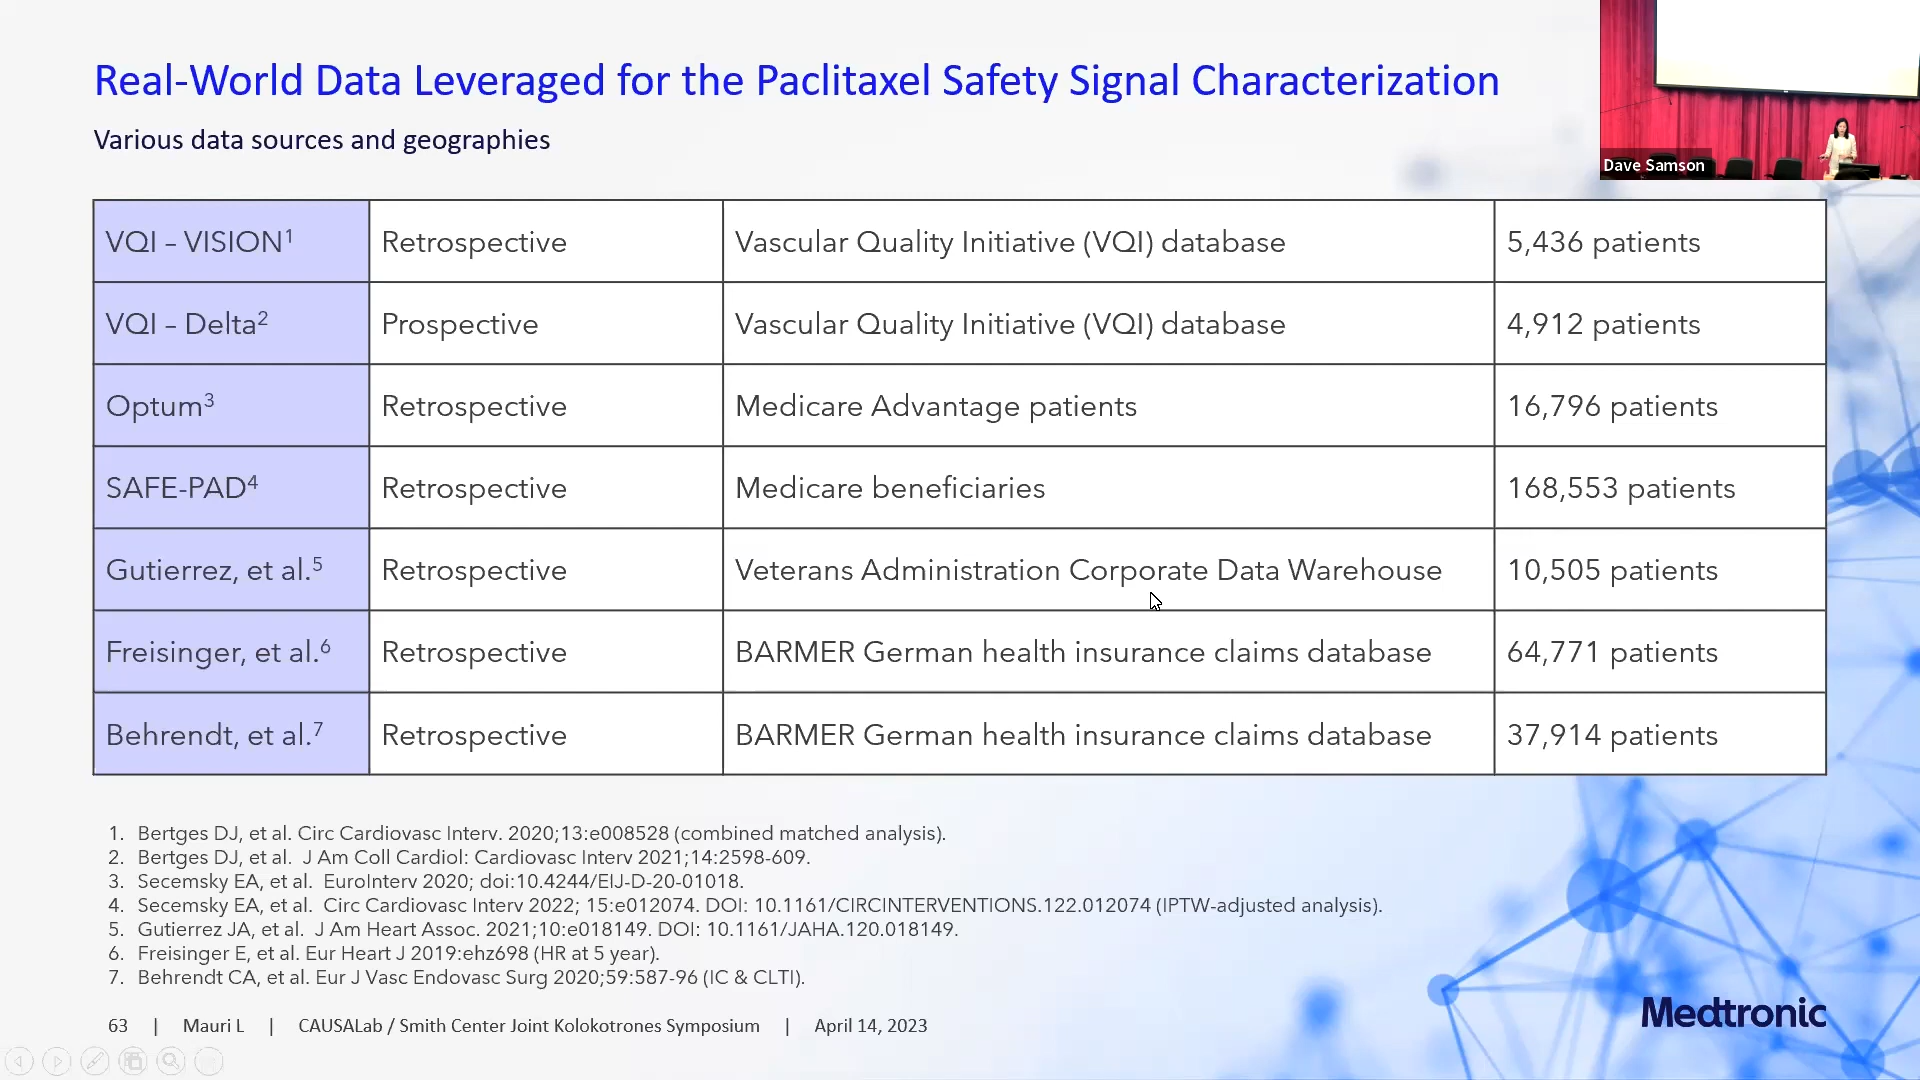 Real-World Data Leveraged for the Paclitaxel Safety Signal Characterization
Various data sources and geographies
Dave Samson
VQI – VISION1 Retrospective Vascular Quality Initiative (VQI) database 5,436 patients
VQI – Delta2 Prospective Vascular Quality Initiative (VQI) database 4,912 patients
Optum3 Retrospective Medicare Advantage patients 16,796 patients
SAFE-PAD4 Retrospective Medicare beneficiaries 168,553 patients
Gutierrez, et al.5 Retrospective Veterans Administration Corporate Data Warehouse 10,505 patients
Freisinger, et al.6 Retrospective BARMER German health insurance claims database 64,771 patients
Behrendt, et al.7 Retrospective BARMER German health insurance claims database 37,914 patients
1. Bertges DJ, et al. Circ Cardiovasc Interv. 2020;13:e008528 (combined matched analysis).
2. Bertges DJ, et al. J Am Coll Cardiol: Cardiovasc Interv 2021;14:2598-609.
3. Secemsky EA, et al. EuroInterv 2020; doi:10.4244/EIJ-D-20-01018.
4. Secemsky EA, et al. Circ Cardiovasc Interv 2022; 15:e012074. DOI: 10.1161/CIRCINTERVENTIONS.122.012074 (IPTW-adjusted analysis).
5. Gutierrez JA, et al. J Am Heart Assoc. 2021;10:e018149. DOI: 10.1161/JAHA.120.018149.
6. Freisinger E, et al. Eur Heart J 2019:ehz698 (HR at 5 year).
7. Behrendt CA, et al. Eur J Vasc Endovasc Surg 2020;59:587-96 (IC & CLTI).
63 | Mauri L | CAUSALab / Smith Center Joint Kolokotrones Symposium | April 14, 2023
Medtronic